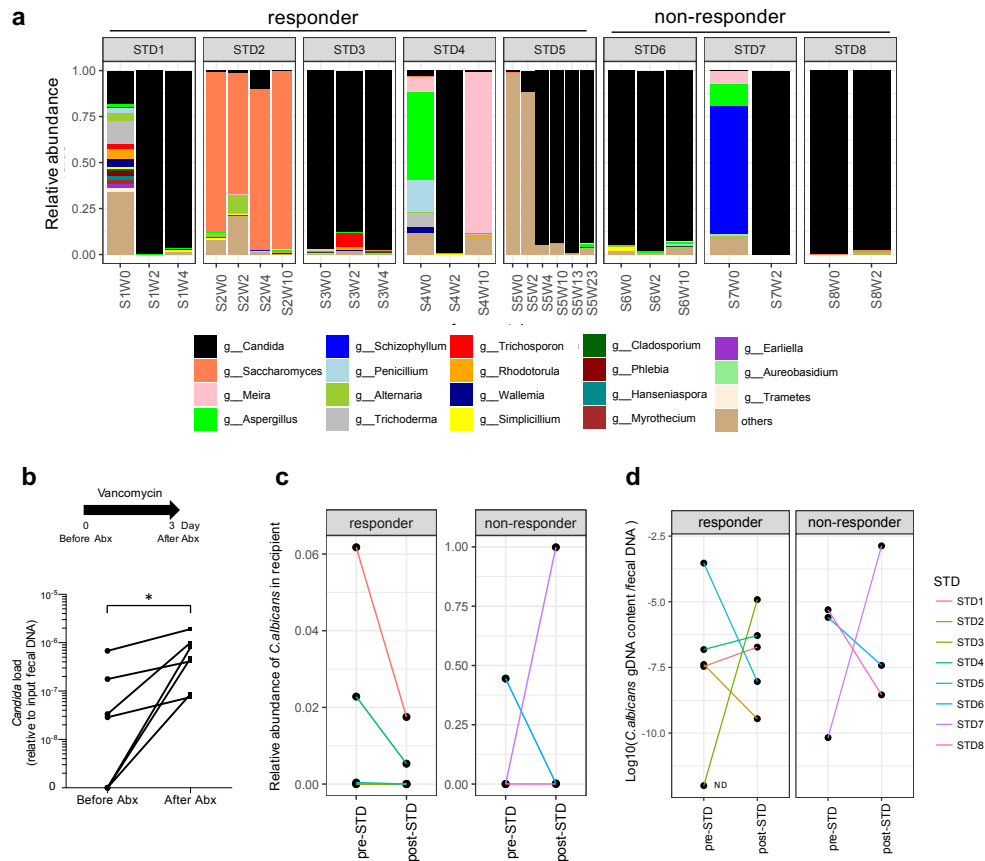 a
responder
non-responder
STD1 STD2 STD3 STD4 STD5 STD6 STD7 STD8
Relative abundance
1.00
0.75
0.50
0.25
0.00
S1W0 S1W2 S1W4 S2W0 S2W2 S2W4 S2W10 S3W0 S3W2 S3W4 S4W0 S4W2 S4W10 S5W0 S5W2 S5W4 S5W10 S5W13 S5W23 S6W0 S6W2 S6W10 S7W0 S7W2 S8W0 S8W2
g__Candida
g__Saccharomyces
g__Meira
g__Aspergillus
g__Schizophyllum
g__Penicillium
g__Alternaria
g__Trichoderma
g__Trichosporon
g__Rhodotorula
g__Wallemia
g__Simplicillium
g__Cladosporium
g__Phlebia
g__Hanseniaspora
g__Myrothecium
g__Earliella
g__Aureobasidium
g__Trametes
others
b
Vancomycin
0 3 Day
Before Abx After Abx
Candida load
(relative to input fecal DNA)
10-5
10-6
10-7
10-8
0
*
Before Abx After Abx
c
responder non-responder
Relative abundance of C.albicans in recipient
0.06
0.04
0.02
0.00
1.00
0.75
0.50
0.25
0.00
pre-STD post-STD pre-STD post-STD
d
responder non-responder
Log10(C.albicans gDNA content /fecal DNA )
-2.5
-5.0
-7.5
-10.0
ND
pre-STD post-STD pre-STD post-STD
STD
STD1
STD2
STD3
STD4
STD5
STD6
STD7
STD8